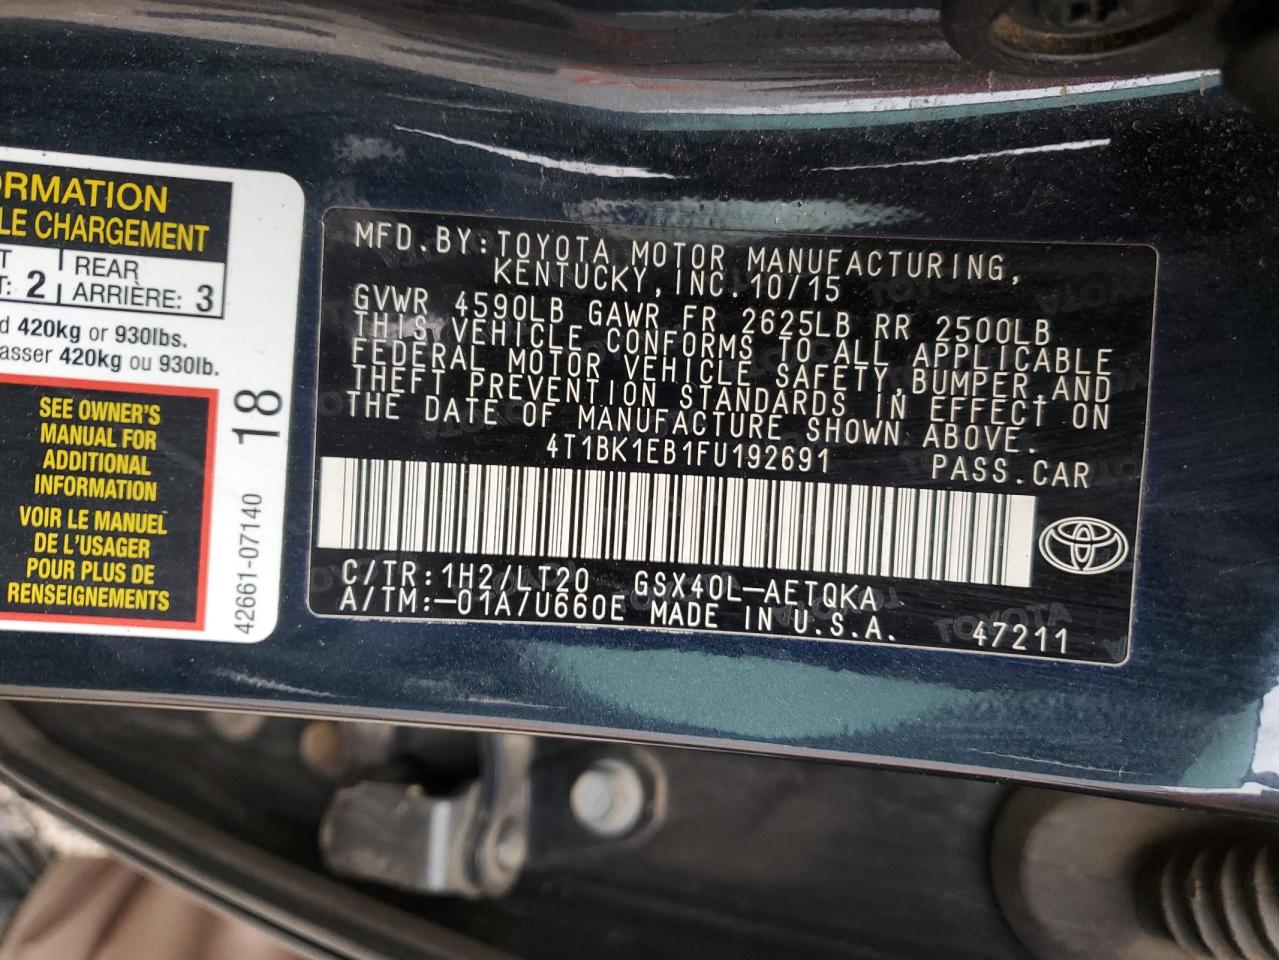 ORMATION
LE CHARGEMENT
T
REAR
T: 2
ARRIÈRE: 3
d 420kg or 930lbs.
asser 420kg ou 930lb.
SEE OWNER'S
MANUAL FOR
ADDITIONAL
INFORMATION
VOIR LE MANUEL
DE L'USAGER
POUR PLUS DE
RENSEIGNEMENTS
18
42661-07140
MFD.BY:TOYOTA MOTOR MANUFACTURING,
KENTUCKY,INC.10/15
GVWR 4590LB GAWR FR 2625LB RR 2500LB
THIS VEHICLE CONFORMS TO ALL APPLICABLE
FEDERAL MOTOR VEHICLE SAFETY,BUMPER,AND
THEFT PREVENTION STANDARDS IN EFFECT ON
THE DATE OF MANUFACTURE SHOWN ABOVE.
4T1BK1EB1FU192691 PASS.CAR
C/TR:1H2/LT20 GSX40L-AETQKA
A/TM:-01A/U660E MADE IN U.S.A. 47211
TOYOTA